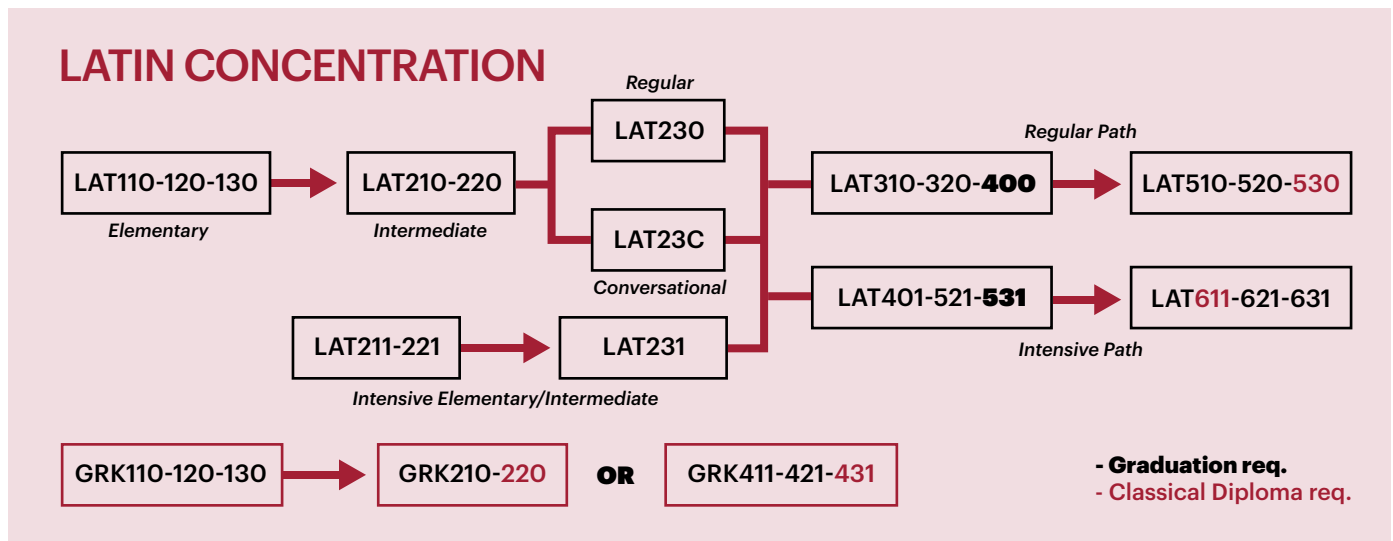 LATIN CONCENTRATION
Regular
LAT230
Regular Path
LAT110-120-130
LAT210-220
LAT310-320-400
LAT510-520-530
Elementary
Intermediate
LAT23C
Conversational
LAT401-521-531
LAT611-621-631
Intensive Path
LAT211-221
LAT231
Intensive Elementary/Intermediate
GRK110-120-130
GRK210-220
OR
GRK411-421-431
- Graduation req.
- Classical Diploma req.